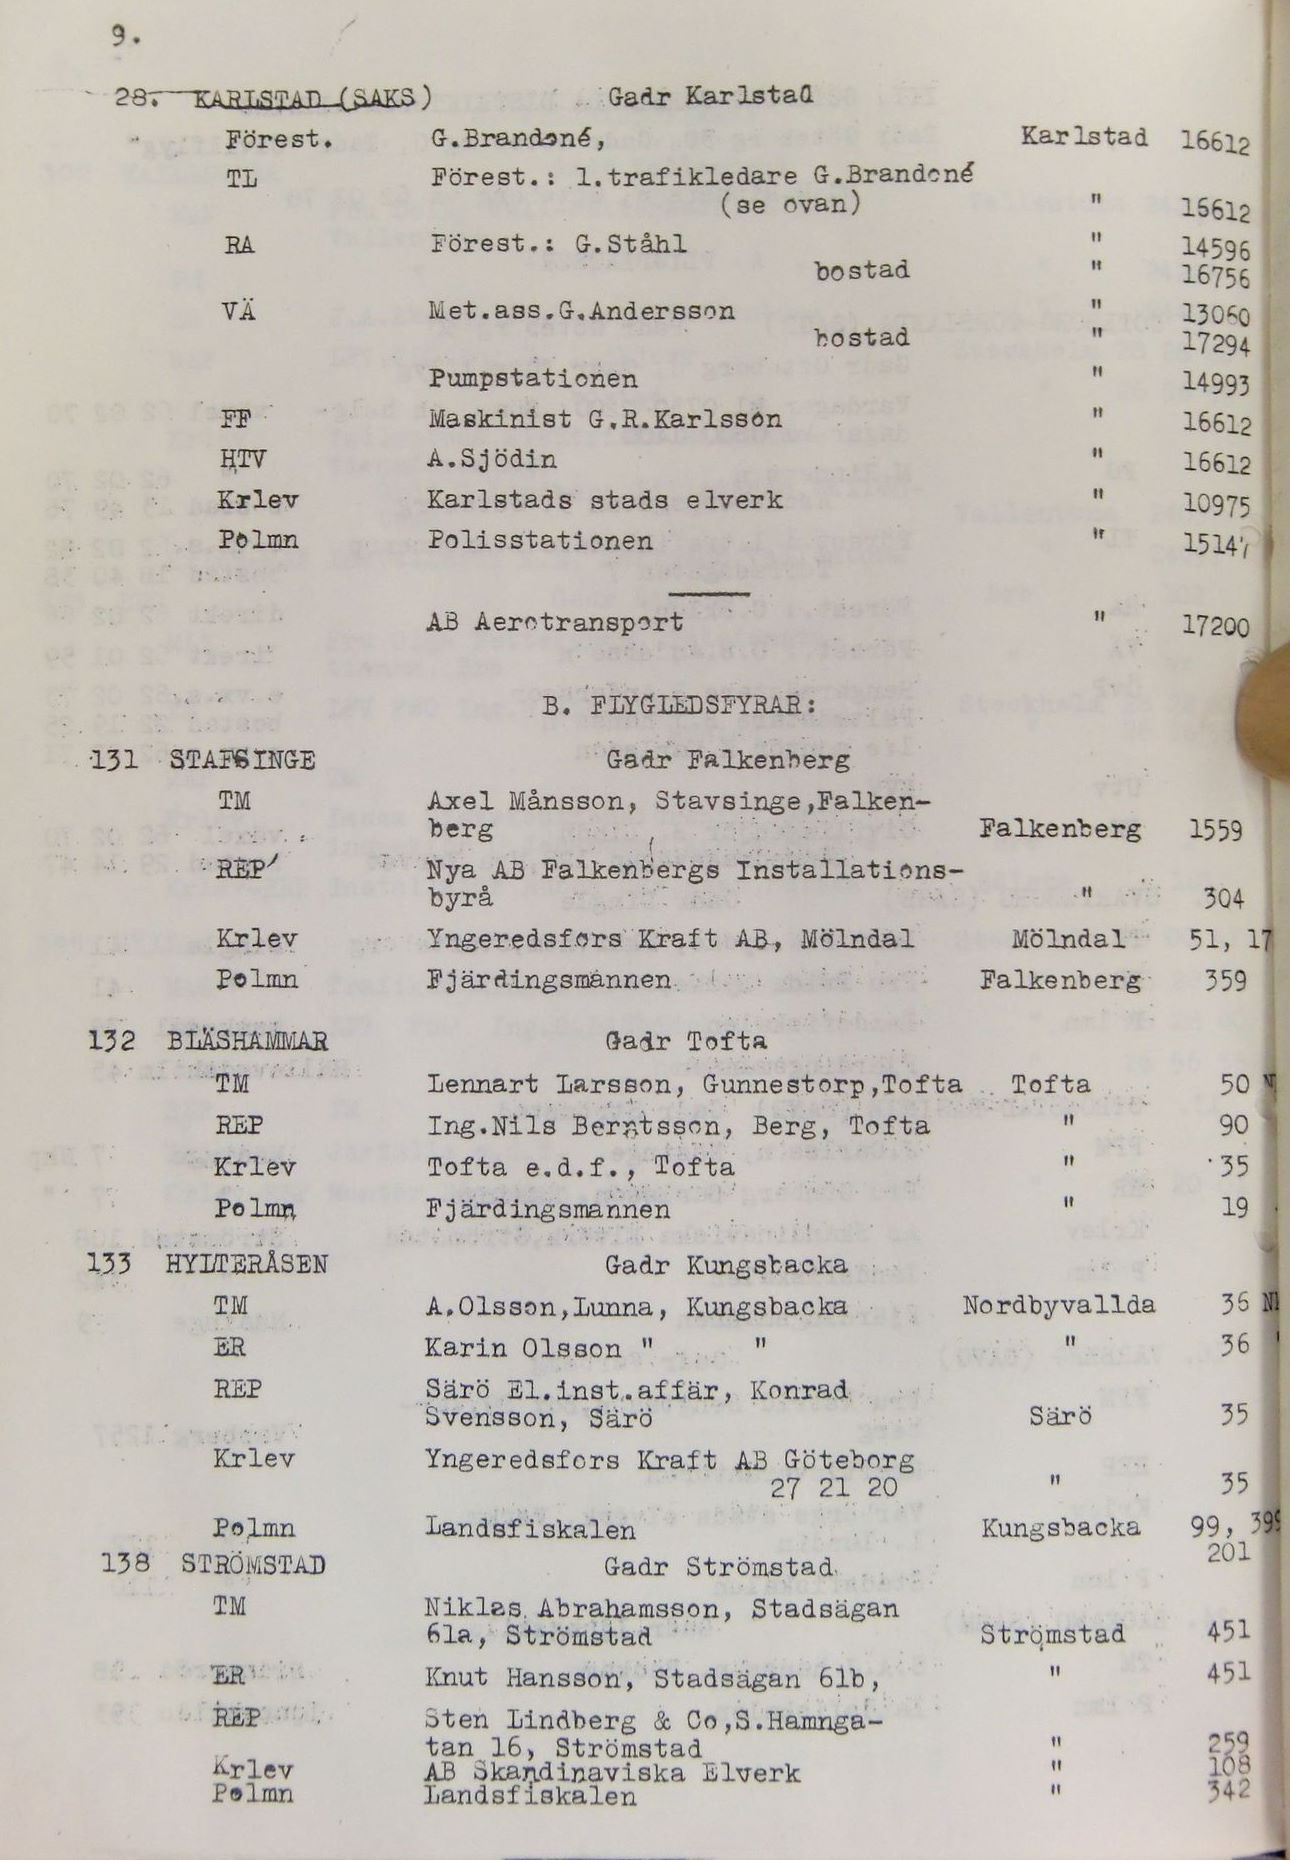 9.
28. KARLSTAD (SAKS) Gadr Karlstad
Förest. G.Brandoné, Karlstad 16612
TL Förest.: 1.trafikledare G.Brandoné
(se ovan) " 16612
RA Förest.: G.Ståhl " 14596
bostad " 16756
VÄ Met.ass.G.Andersson " 13060
bostad " 17294
Pumpstationen " 14993
FF Maskinist G.R.Karlsson " 16612
HTV A.Sjödin " 16612
Krlev Karlstads stads elverk " 10975
Polmn Polisstationen " 15147
AB Aerotransport " 17200
B. FLYGLEDSFYRAR:
131 STAFSINGE Gadr Falkenberg
TM Axel Månsson, Stavsinge,Falken-
berg Falkenberg 1559
REP Nya AB Falkenbergs Installations-
byrå " 304
Krlev Yngeredsfors Kraft AB, Mölndal Mölndal 51, 17
Polmn Fjärdingsmannen Falkenberg 359
132 BLÄSHAMMAR Gadr Tofta
TM Lennart Larsson, Gunnestorp,Tofta Tofta 50
REP Ing.Nils Berntsson, Berg, Tofta " 90
Krlev Tofta e.d.f., Tofta " 35
Polmn Fjärdingsmannen " 19
133 HYLTERÅSEN Gadr Kungsbacka
TM A.Olsson,Lunna, Kungsbacka Nordbyvallda 36
ER Karin Olsson " " " 36
REP Särö El.inst.affär, Konrad
Svensson, Särö Särö 35
Krlev Yngeredsfors Kraft AB Göteborg
27 21 20 " 35
Polmn Landsfiskalen Kungsbacka 99, 399
201
138 STRÖMSTAD Gadr Strömstad
TM Niklas Abrahamsson, Stadsägan
61a, Strömstad Strömstad 451
ER Knut Hansson, Stadsägan 61b, " 451
REP Sten Lindberg & Co,S.Hamnga-
tan 16, Strömstad " 259
Krlev AB Skandinaviska Elverk " 108
Polmn Landsfiskalen " 342